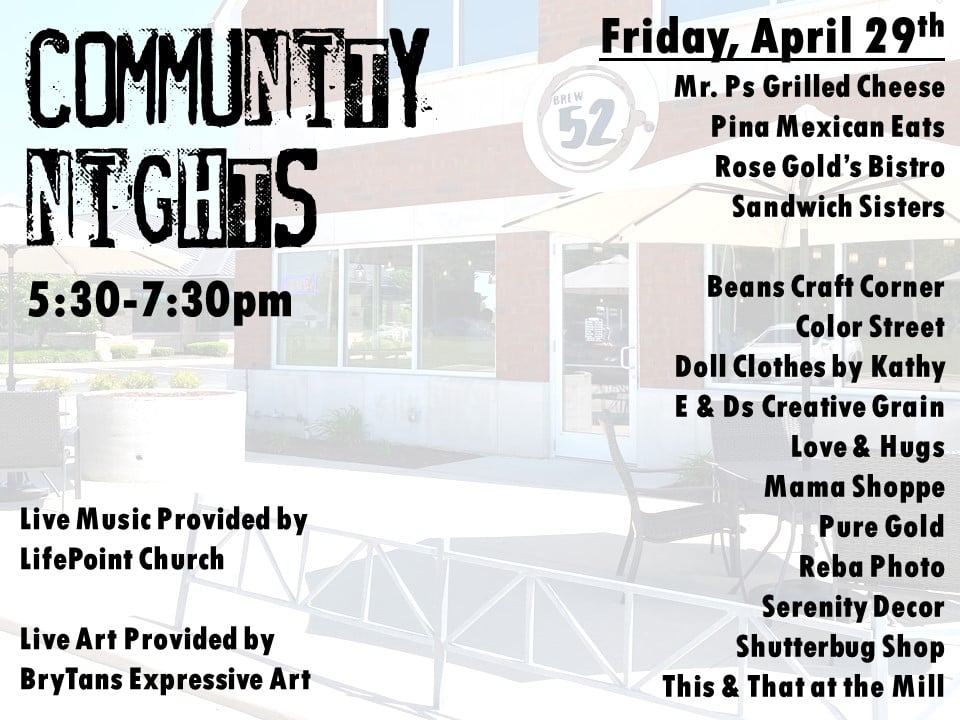 COMMUNITY
NIGHTS
5:30-7:30pm
Live Music Provided by
LifePoint Church
Live Art Provided by
BryTans Expressive Art
BREW
52
Friday, April 29th
Mr. Ps Grilled Cheese
Pina Mexican Eats
Rose Gold’s Bistro
Sandwich Sisters
Beans Craft Corner
Color Street
Doll Clothes by Kathy
E & Ds Creative Grain
Love & Hugs
Mama Shoppe
Pure Gold
Reba Photo
Serenity Decor
Shutterbug Shop
This & That at the Mill